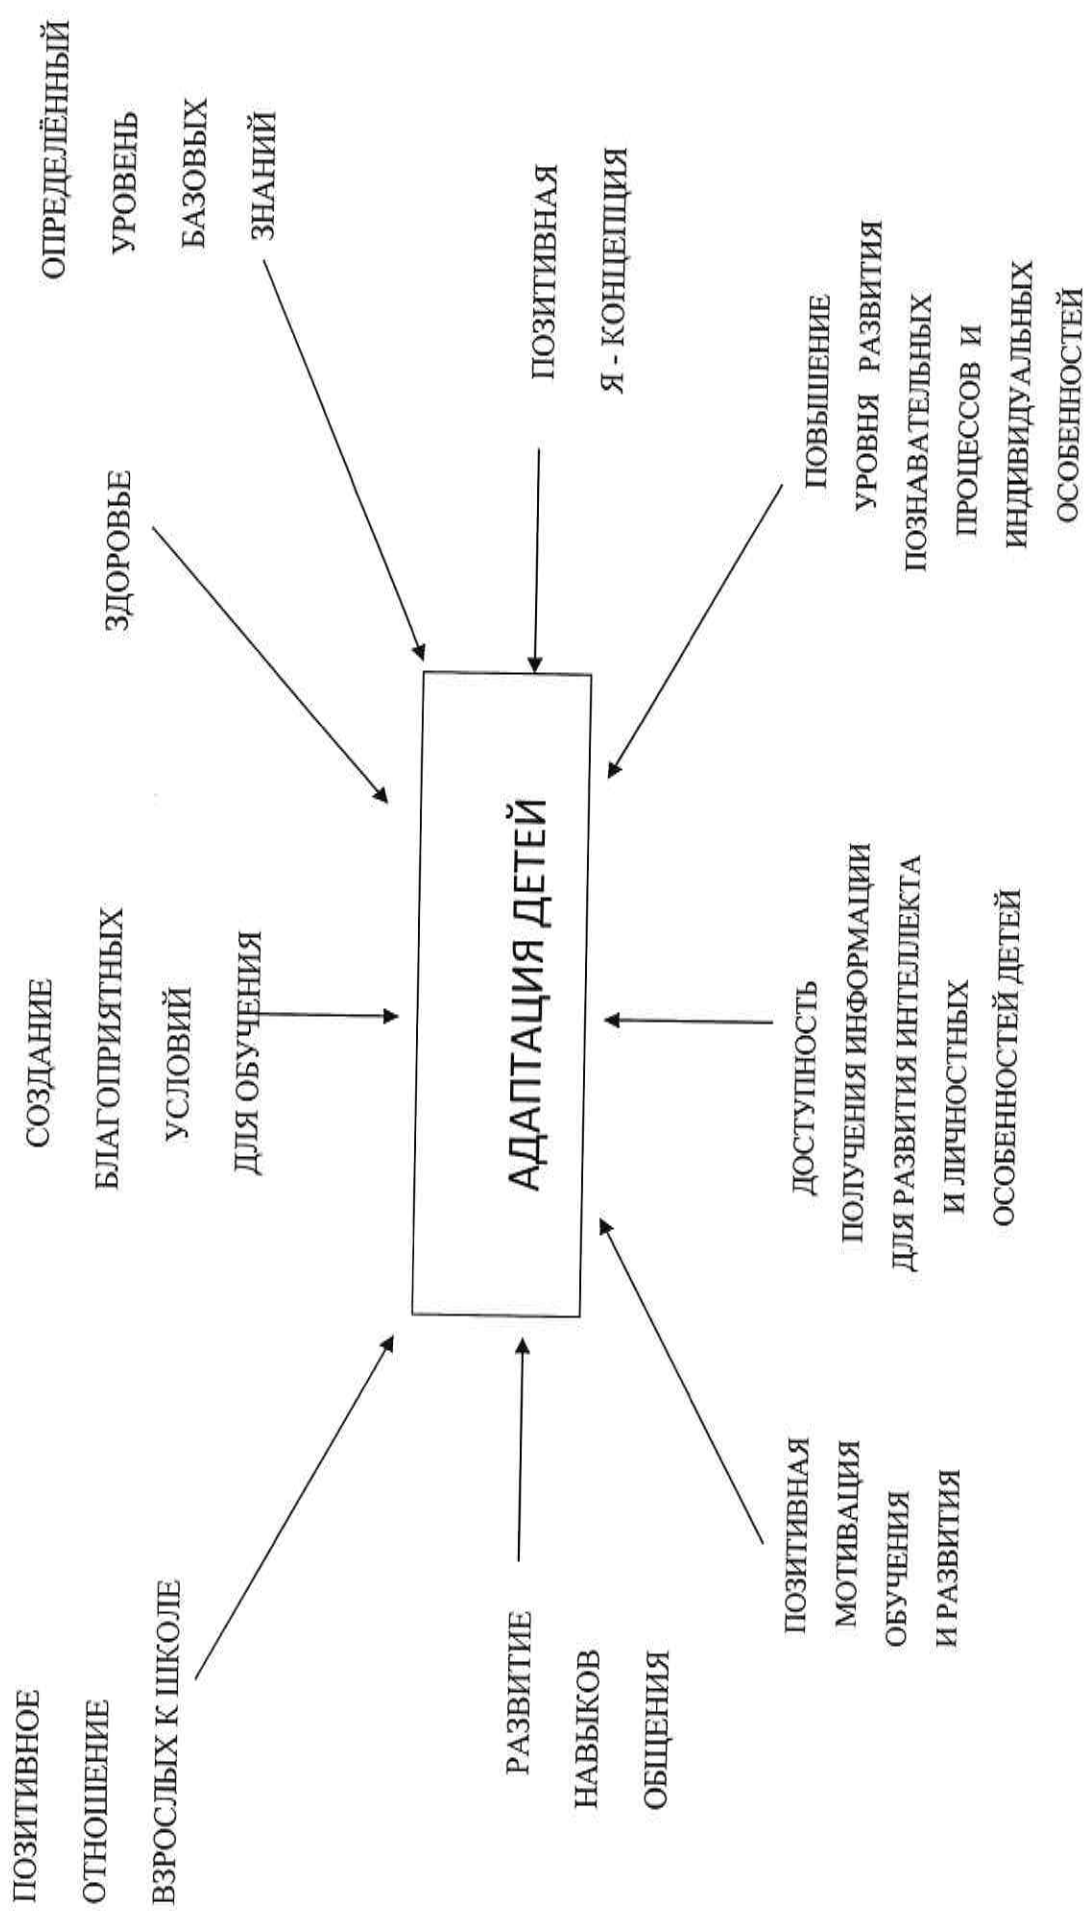 ПОЗИТИВНОЕ
ОТНОШЕНИЕ
ВЗРОСЛЫХ К ШКОЛЕ
СОЗДАНИЕ
БЛАГОПРИЯТНЫХ
УСЛОВИЙ
ДЛЯ ОБУЧЕНИЯ
ЗДОРОВЬЕ
ОПРЕДЕЛЁННЫЙ
УРОВЕНЬ
БАЗОВЫХ
ЗНАНИЙ
РАЗВИТИЕ
НАВЫКОВ
ОБЩЕНИЯ
АДАПТАЦИЯ ДЕТЕЙ
ПОЗИТИВНАЯ
Я - КОНЦЕПЦИЯ
ПОЗИТИВНАЯ
МОТИВАЦИЯ
ОБУЧЕНИЯ
И РАЗВИТИЯ
ДОСТУПНОСТЬ
ПОЛУЧЕНИЯ ИНФОРМАЦИИ
ДЛЯ РАЗВИТИЯ ИНТЕЛЛЕКТА
И ЛИЧНОСТНЫХ
ОСОБЕННОСТЕЙ ДЕТЕЙ
ПОВЫШЕНИЕ
УРОВНЯ РАЗВИТИЯ
ПОЗНАВАТЕЛЬНЫХ
ПРОЦЕССОВ И
ИНДИВИДУАЛЬНЫХ
ОСОБЕННОСТЕЙ